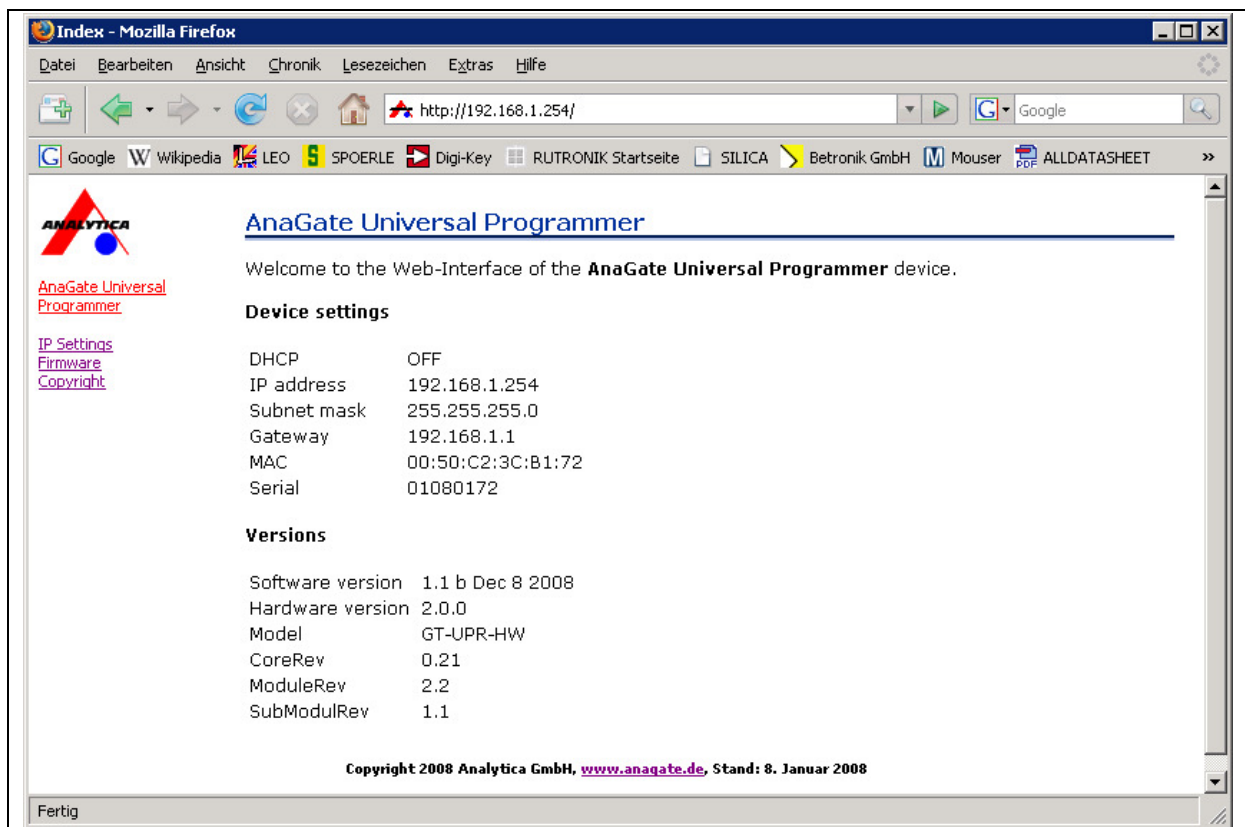 Index - Mozilla Firefox
Datei Bearbeiten Ansicht Chronik Lesezeichen Extras Hilfe
http://192.168.1.254/ G Google
G Google W Wikipedia LEO S SPOERLE Digi-Key RUTRONIK Startseite SILICA Betronik GmbH M Mouser PDF ALLDATASHEET »
ANALYTICA
AnaGate Universal
Programmer
IP Settings
Firmware
Copyright
AnaGate Universal Programmer
Welcome to the Web-Interface of the AnaGate Universal Programmer device.
Device settings
DHCP OFF
IP address 192.168.1.254
Subnet mask 255.255.255.0
Gateway 192.168.1.1
MAC 00:50:C2:3C:B1:72
Serial 01080172
Versions
Software version 1.1 b Dec 8 2008
Hardware version 2.0.0
Model GT-UPR-HW
CoreRev 0.21
ModuleRev 2.2
SubModulRev 1.1
Copyright 2008 Analytica GmbH, www.anagate.de, Stand: 8. Januar 2008
Fertig